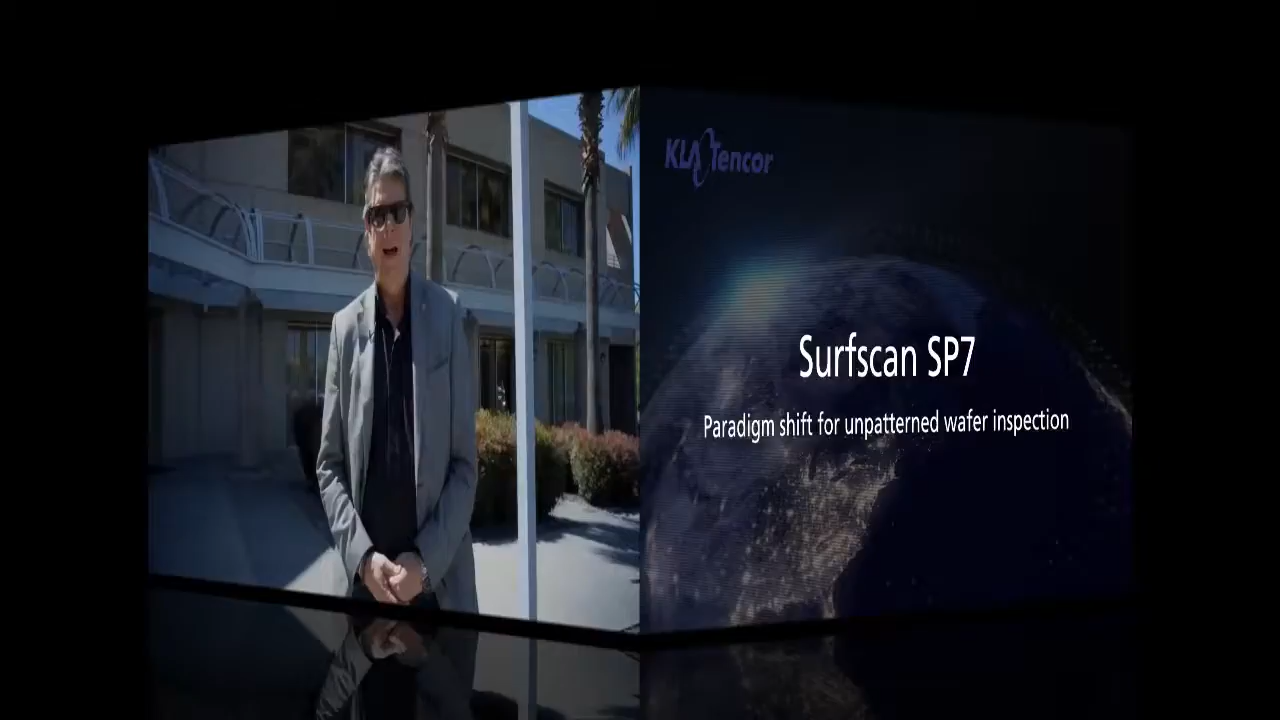 KLA Tencor
Surfscan SP7
Paradigm shift for unpatterned wafer inspection